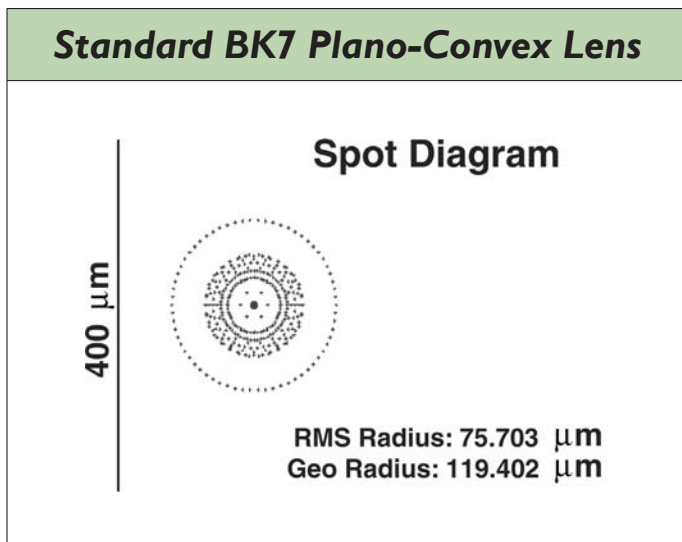 Standard BK7 Plano-Convex Lens
Spot Diagram
400 μm
RMS Radius: 75.703 μm
Geo Radius: 119.402 μm